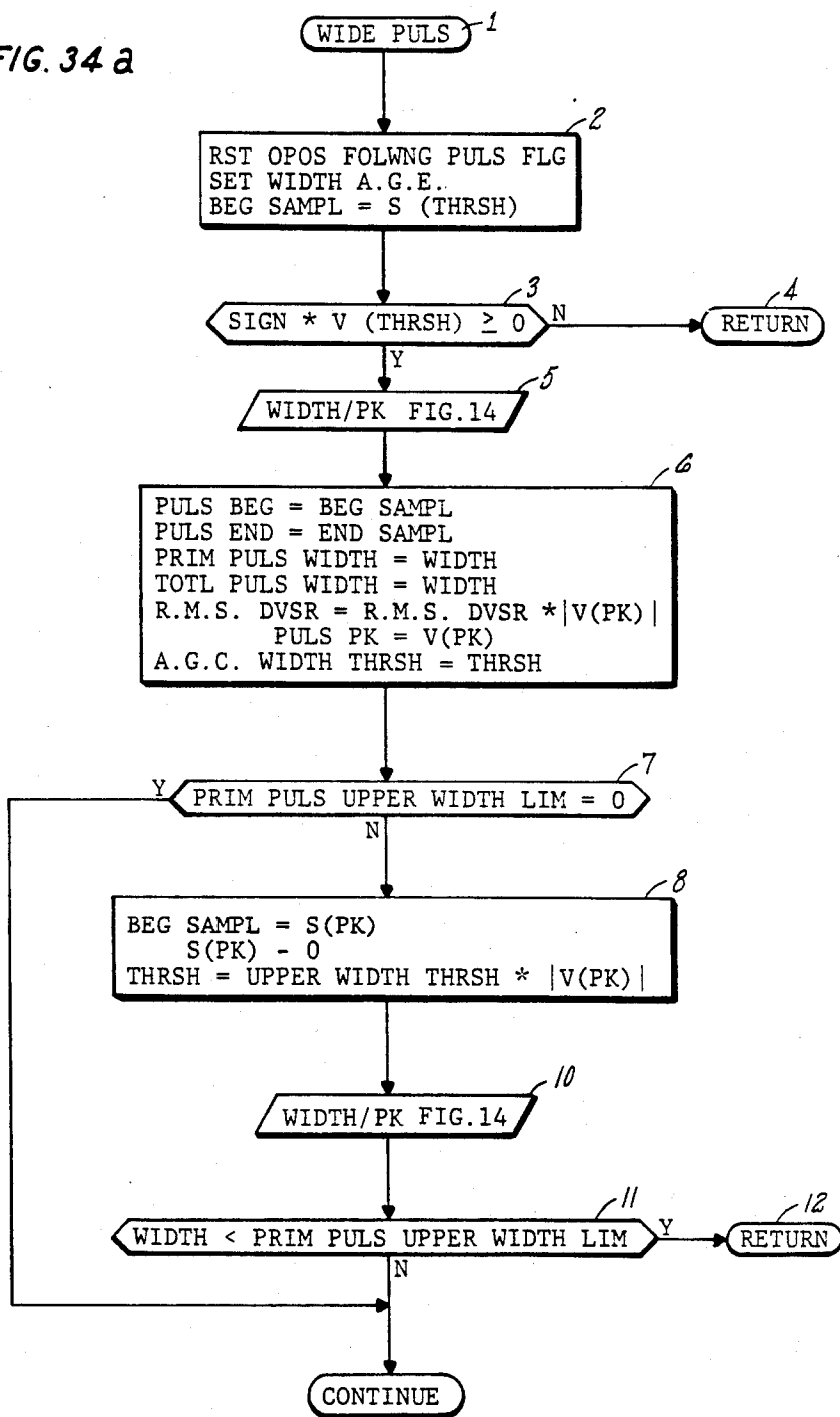 FIG. 34 a
WIDE PULS
1
2
RST OPOS FOLWNG PULS FLG
SET WIDTH A.G.E.
BEG SAMPL = S (THRSH)
3
SIGN * V (THRSH) ≥ 0
N
4
RETURN
Y
5
WIDTH/PK FIG.14
6
PULS BEG = BEG SAMPL
PULS END = END SAMPL
PRIM PULS WIDTH = WIDTH
TOTL PULS WIDTH = WIDTH
R.M.S. DVSR = R.M.S. DVSR *|V(PK)|
PULS PK = V(PK)
A.G.C. WIDTH THRSH = THRSH
7
Y
PRIM PULS UPPER WIDTH LIM = 0
N
8
BEG SAMPL = S(PK)
S(PK) - 0
THRSH = UPPER WIDTH THRSH * |V(PK)|
10
WIDTH/PK FIG.14
11
WIDTH < PRIM PULS UPPER WIDTH LIM
Y
12
RETURN
N
CONTINUE